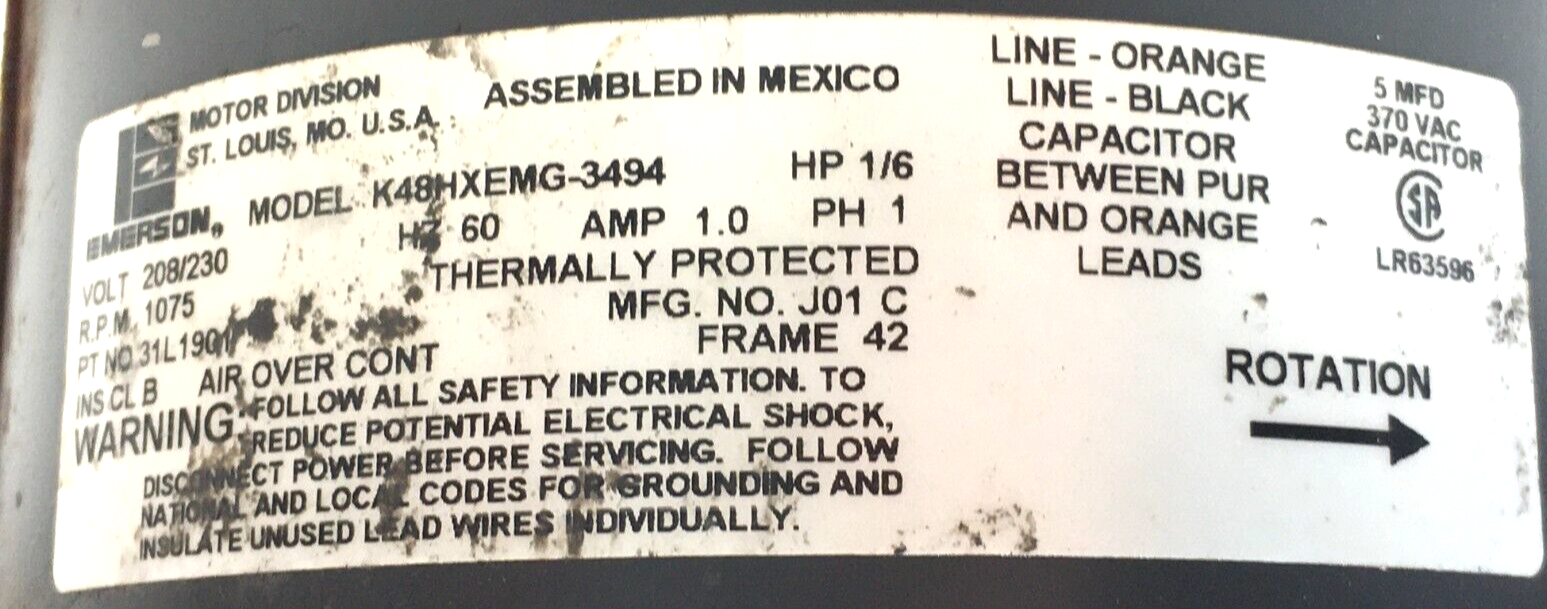 MOTOR DIVISION
ST. LOUIS, MO. U.S.A.
EMERSON®
ASSEMBLED IN MEXICO
MODEL K48HXEMG-3494 HP 1/6
HZ 60 AMP 1.0 PH 1
VOLT 208/230
THERMALLY PROTECTED
R.P.M. 1075
MFG. NO. J01 C
PT NO 31L1901
FRAME 42
INS CL B AIR OVER CONT
WARNING: FOLLOW ALL SAFETY INFORMATION. TO
REDUCE POTENTIAL ELECTRICAL SHOCK,
DISCONNECT POWER BEFORE SERVICING. FOLLOW
NATIONAL AND LOCAL CODES FOR GROUNDING AND
INSULATE UNUSED LEAD WIRES INDIVIDUALLY.
LINE - ORANGE
LINE - BLACK
CAPACITOR
BETWEEN PUR
AND ORANGE
LEADS
5 MFD
370 VAC
CAPACITOR
SA
LR63596
ROTATION